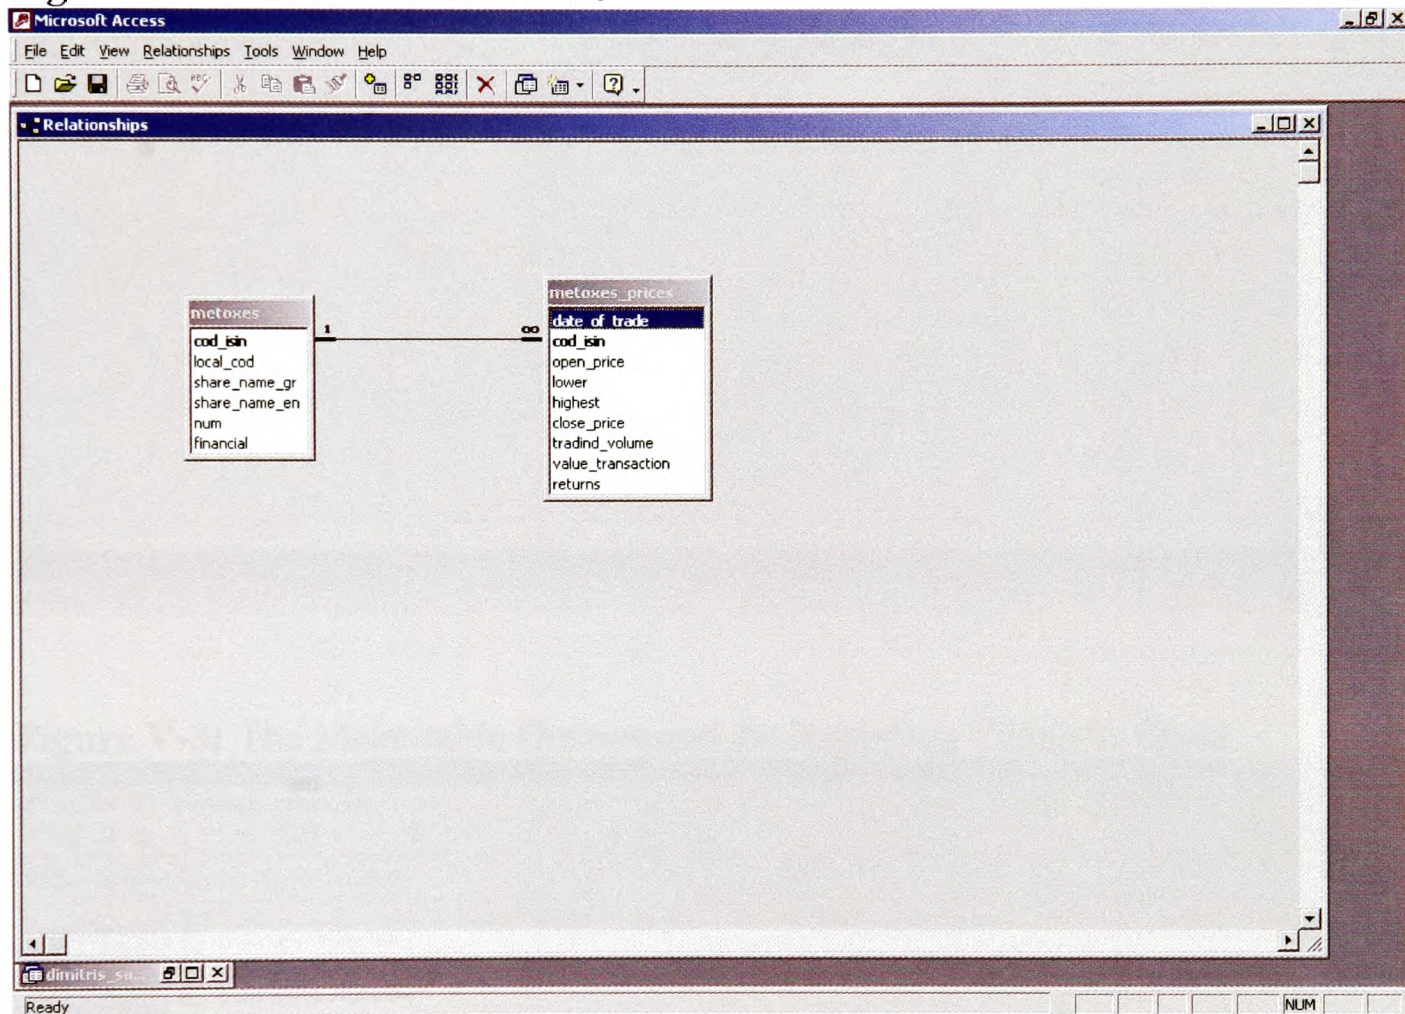 Microsoft Access
File Edit View Relationships Tools Window Help
Relationships
metoxes
cod_isin
local_cod
share_name_gr
share_name_en
num
financial
1
∞
metoxes_prices
date_of_trade
cod_isin
open_price
lower
highest
close_price
tradind_volume
value_transaction
returns
dimitris_sa...
Ready
NUM